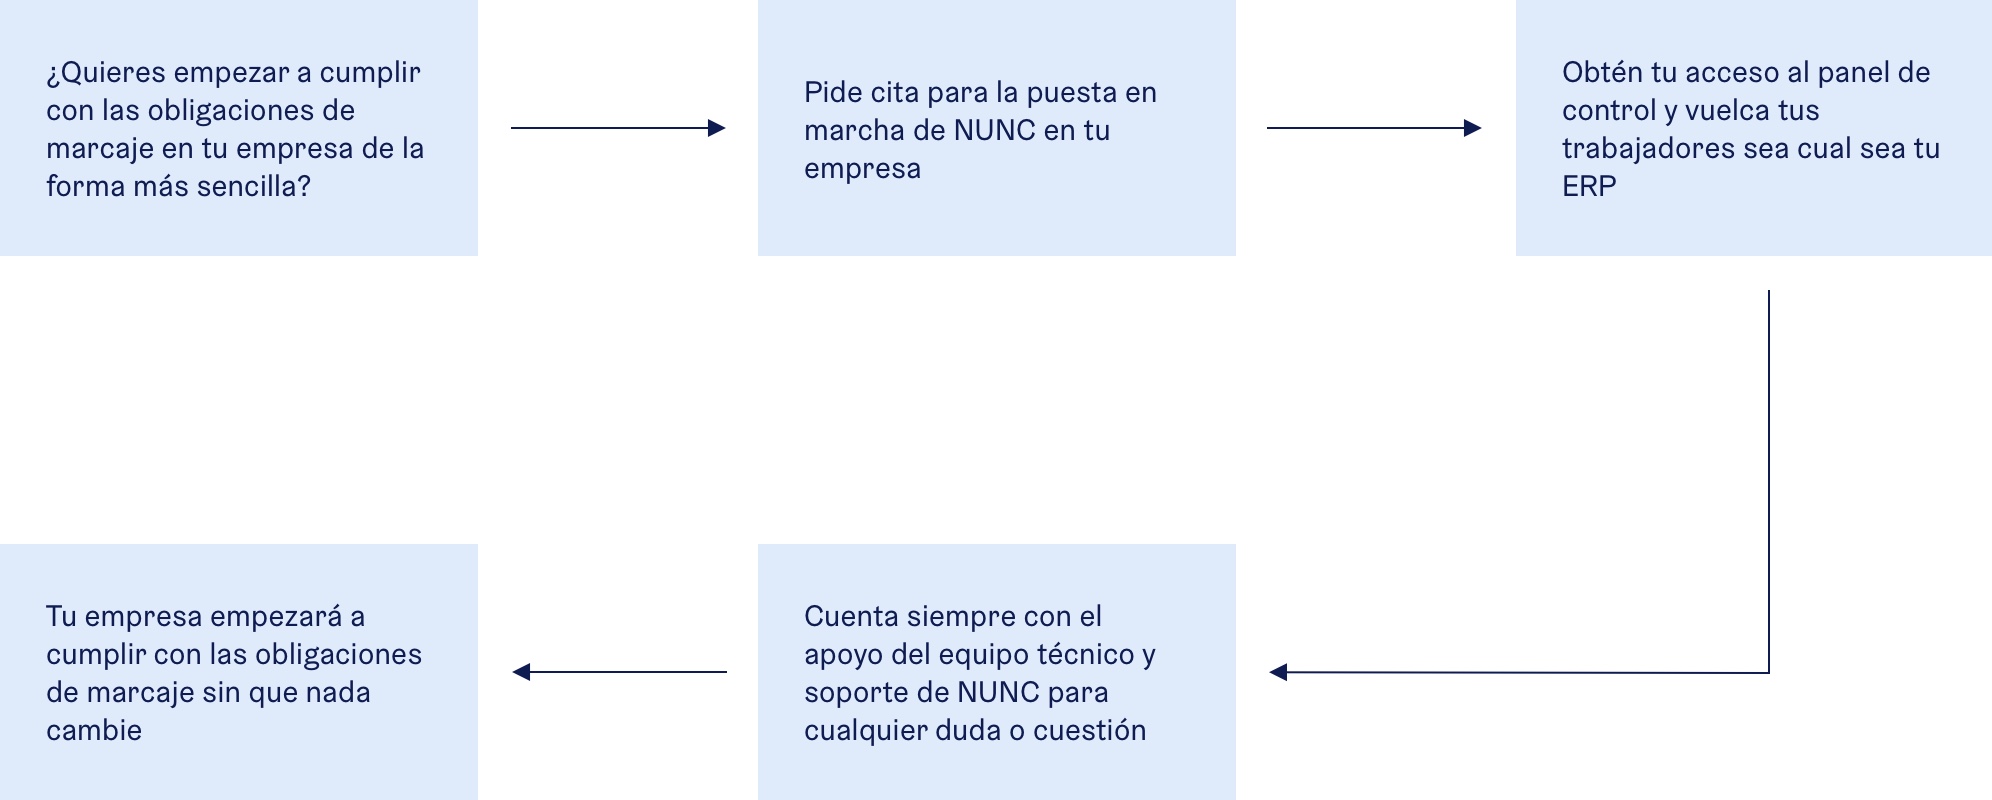 ¿Quieres empezar a cumplir
con las obligaciones de
marcaje en tu empresa de la
forma más sencilla?
Pide cita para la puesta en
marcha de NUNC en tu
empresa
Obtén tu acceso al panel de
control y vuelca tus
trabajadores sea cual sea tu
ERP
Cuenta siempre con el
apoyo del equipo técnico y
soporte de NUNC para
cualquier duda o cuestión
Tu empresa empezará a
cumplir con las obligaciones
de marcaje sin que nada
cambie